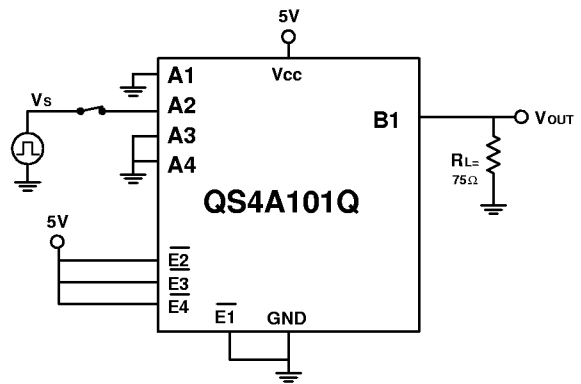 5V
Vcc
A1
VS
A2
A3
A4
B1
VOUT
RL=
75Ω
QS4A101Q
5V
E2
E3
E4
E1
GND